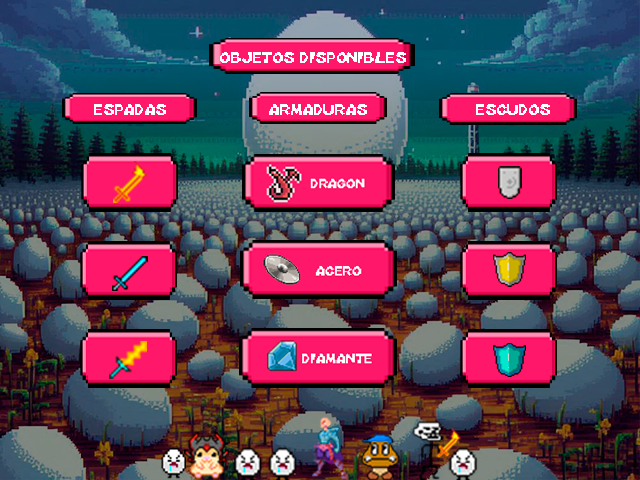 OBJETOS DISPONIBLES
ESPADAS
ARMADURAS
ESCUDOS
DRAGON
ACERO
DIAMANTE